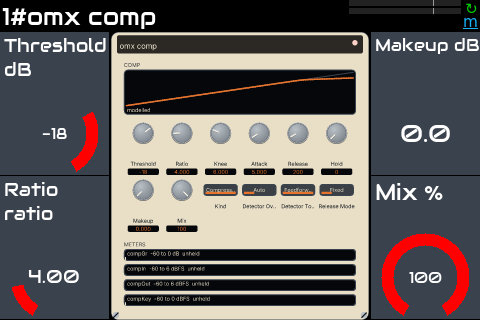 1#omx comp
m
Threshold
dB
-18
Ratio
ratio
4.00
omx comp
COMP
modelled
Threshold Ratio Knee Attack Release Hold
-18 4.000 6.000 5.000 200 0
Compress.. Auto Feedforw.. Fixed
Kind Detector Ov.. Detector To.. Release Mode
Makeup Mix
0.000 100
METERS
compGr -60 to 0 dB unheld
compIn -60 to 6 dBFS unheld
compOut -60 to 6 dBFS unheld
compKey -60 to 0 dBFS unheld
Makeup dB
0.0
Mix %
100